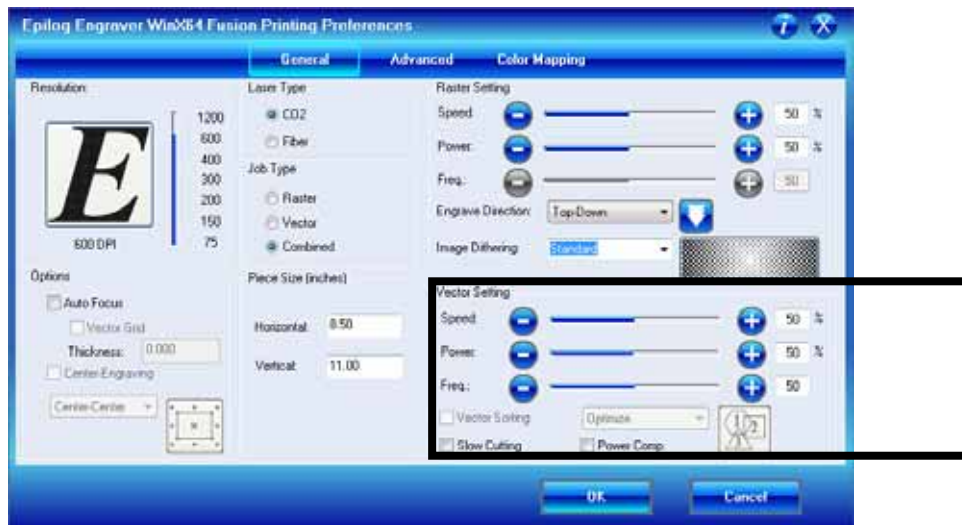 Epilog Engraver WinX64 Fusion Printing Preferences
i X
General Advanced Color Mapping
Resolution
E
1200
600
400
300
200
150
75
600 DPI
Options
Auto Focus
Vector Grid
Thickness: 0.000
Center-Engraving
Center-Center
Laser Type
CO2
Fiber
Job Type
Raster
Vector
Combined
Piece Size (inches)
Horizontal: 8.50
Vertical: 11.00
Raster Setting
Speed: 50 %
Power: 50 %
Freq.: 50
Engrave Direction: Top-Down
Image Dithering: Standard
Vector Setting
Speed: 50 %
Power: 50 %
Freq.: 50
Vector Sorting Optimize 1 2
Slow Cutting Power Comp
OK Cancel